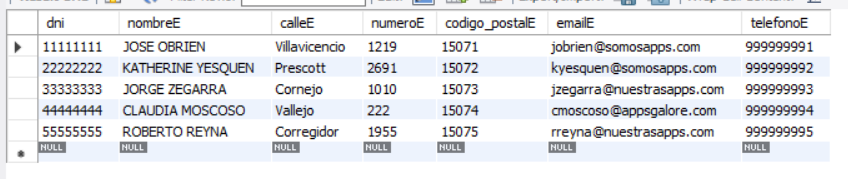 dni nombreE calleE numeroE codigo_postalE emailE telefonoE
11111111 JOSE OBRIEN Villavicencio 1219 15071 jobrien@somosapps.com 999999991
22222222 KATHERINE YESQUEN Prescott 2691 15072 kyesquen@somosapps.com 999999992
33333333 JORGE ZEGARRA Cornejo 1010 15073 jzegarra@nuestrasapps.com 999999993
44444444 CLAUDIA MOSCOSO Vallejo 222 15074 cmoscoso@appsgalore.com 999999994
55555555 ROBERTO REYNA Corregidor 1955 15075 rreyna@nuestrasapps.com 999999995
NULL NULL NULL NULL NULL NULL NULL